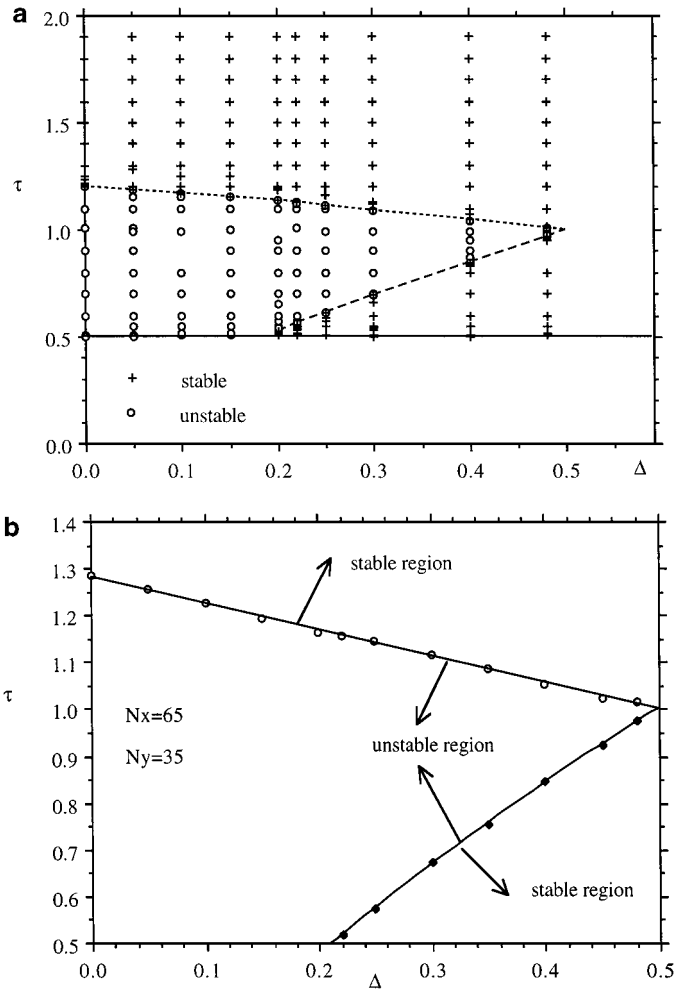 a
2.0
1.5
τ
1.0
0.5
+ stable
o unstable
0.0
0.0 0.1 0.2 0.3 0.4 0.5 Δ
b
1.4
1.3
stable region
1.2
1.1
τ
1.0
Nx=65
unstable region
0.9
Ny=35
0.8
0.7
stable region
0.6
0.5
0.0 0.1 0.2 0.3 0.4 0.5
Δ